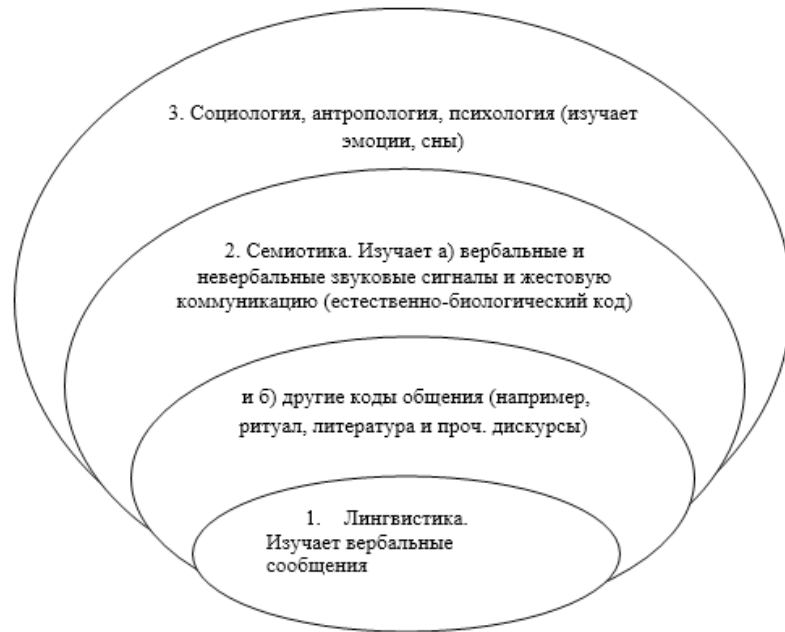 3. Социология, антропология, психология (изучает
эмоции, сны)
2. Семиотика. Изучает а) вербальные и
невербальные звуковые сигналы и жестовую
коммуникацию (естественно-биологический код)
и б) другие коды общения (например,
ритуал, литература и проч. дискурсы)
1. Лингвистика.
Изучает вербальные
сообщения